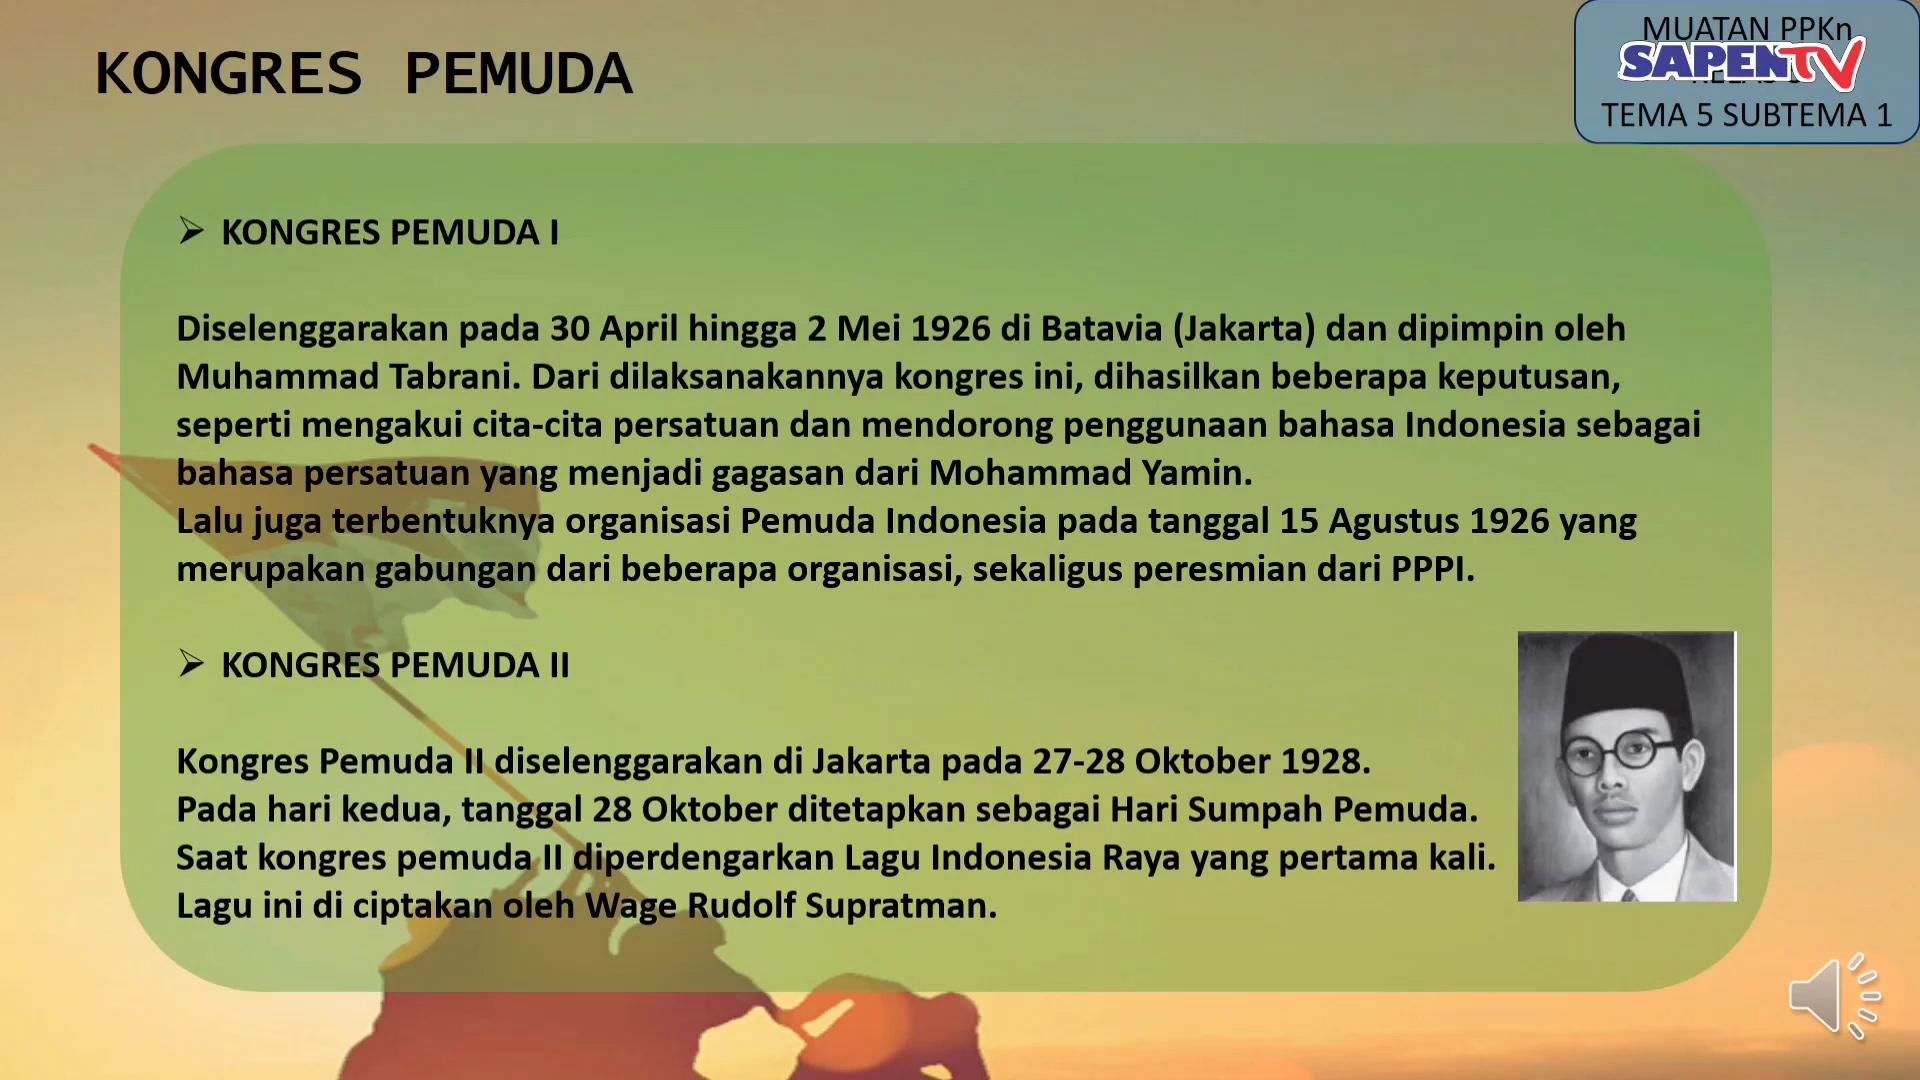 KONGRES PEMUDA
MUATAN PPKn
SAPENTV
TEMA 5 SUBTEMA 1
➢ KONGRES PEMUDA I
Diselenggarakan pada 30 April hingga 2 Mei 1926 di Batavia (Jakarta) dan dipimpin oleh
Muhammad Tabrani. Dari dilaksanakannya kongres ini, dihasilkan beberapa keputusan,
seperti mengakui cita-cita persatuan dan mendorong penggunaan bahasa Indonesia sebagai
bahasa persatuan yang menjadi gagasan dari Mohammad Yamin.
Lalu juga terbentuknya organisasi Pemuda Indonesia pada tanggal 15 Agustus 1926 yang
merupakan gabungan dari beberapa organisasi, sekaligus peresmian dari PPPI.
➢ KONGRES PEMUDA II
Kongres Pemuda II diselenggarakan di Jakarta pada 27-28 Oktober 1928.
Pada hari kedua, tanggal 28 Oktober ditetapkan sebagai Hari Sumpah Pemuda.
Saat kongres pemuda II diperdengarkan Lagu Indonesia Raya yang pertama kali.
Lagu ini di ciptakan oleh Wage Rudolf Supratman.